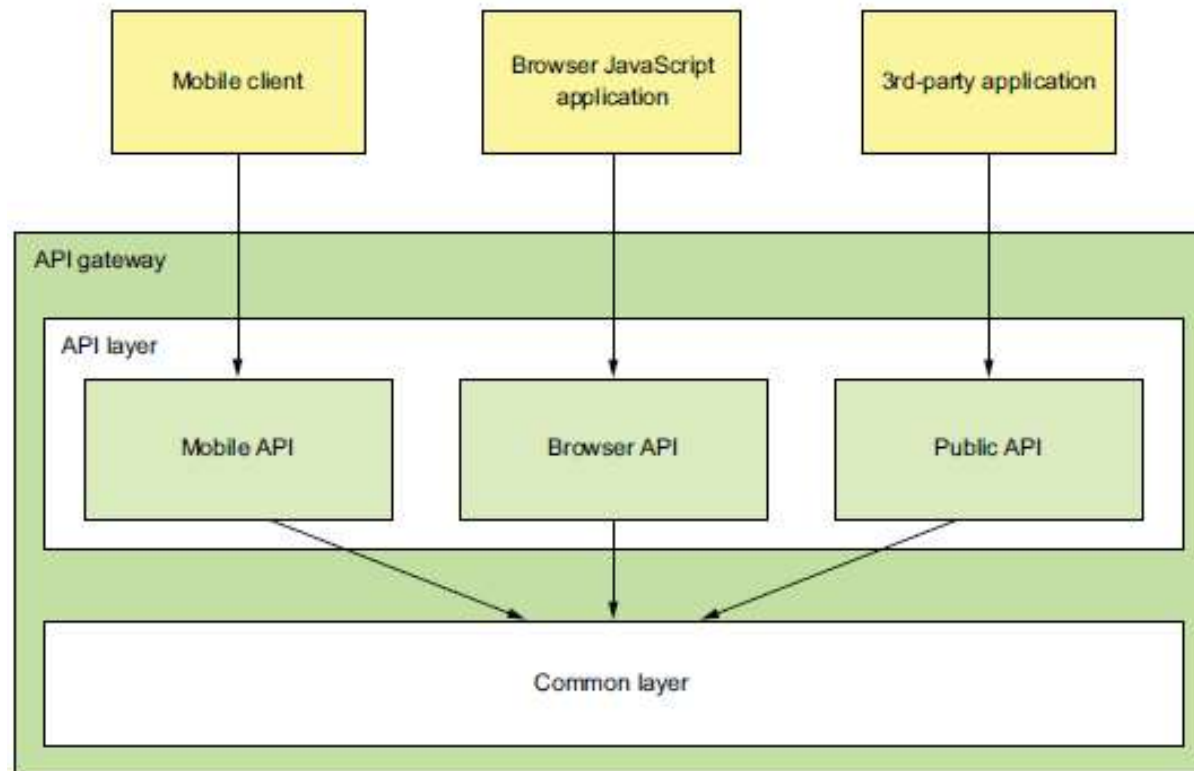 Mobile client
Browser JavaScript
application
3rd-party application
API gateway
API layer
Mobile API
Browser API
Public API
Common layer